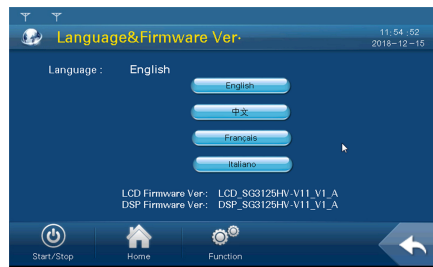 Language&Firmware Ver·
11:54:52
2018-12-15
Language : English
English
中文
Français
Italiano
LCD Firmware Ver·: LCD_SG3125HV-V11_V1_A
DSP Firmware Ver·: DSP_SG3125HV-V11_V1_A
Start/Stop Home Function